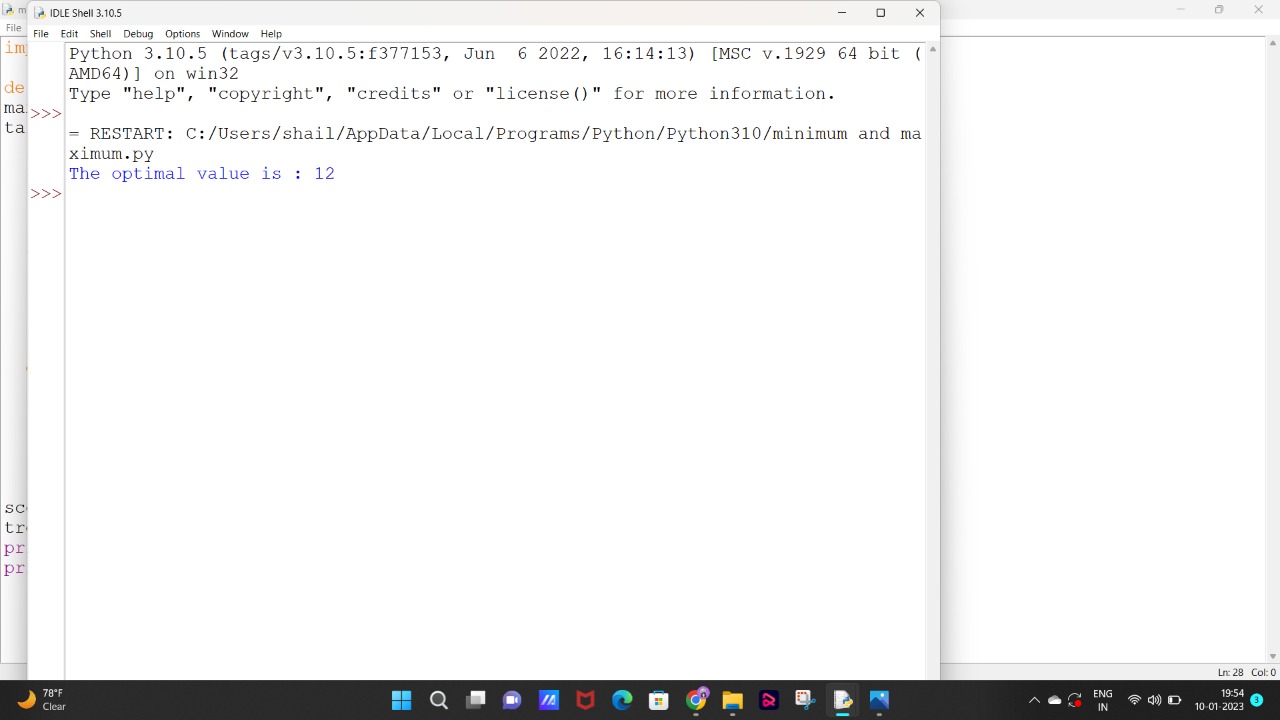 IDLE Shell 3.10.5
File
File Edit Shell Debug Options Window Help
Python 3.10.5 (tags/v3.10.5:f377153, Jun  6 2022, 16:14:13) [MSC v.1929 64 bit (
AMD64)] on win32
Type "help", "copyright", "credits" or "license()" for more information.
>>>
= RESTART: C:/Users/shail/AppData/Local/Programs/Python/Python310/minimum and ma
ximum.py
The optimal value is : 12
>>>
de
ma
ta
sc
tr
pr
pr
Ln: 28 Col: 0
78°F
Clear
ENG
IN
19:54
10-01-2023
3